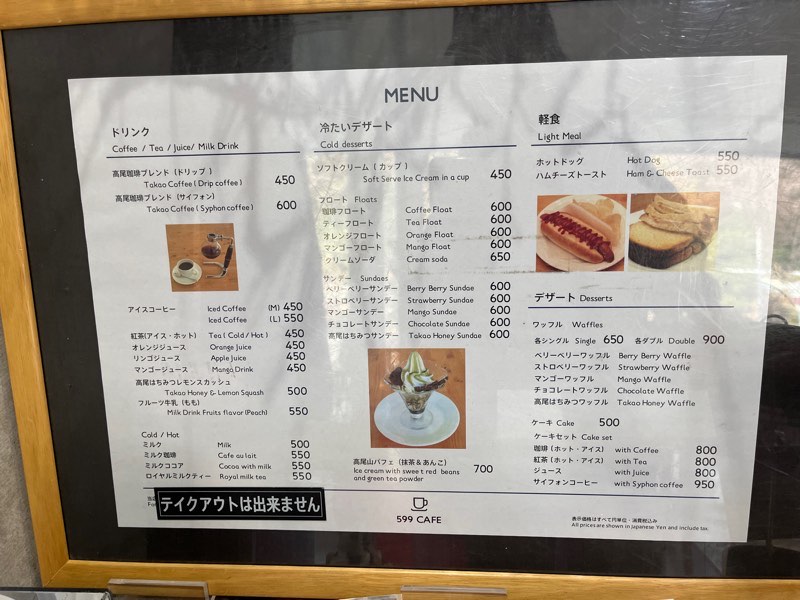 MENU
ドリンク
Coffee / Tea / Juice/ Milk Drink
高尾珈琲ブレンド（ドリップ）
Takao Coffee ( Drip coffee ) 450
高尾珈琲ブレンド（サイフォン）
Takao Coffee ( Syphon coffee ) 600
アイスコーヒー Iced Coffee (M) 450
Iced Coffee (L) 550
紅茶(アイス・ホット) Tea ( Cold / Hot ) 450
オレンジジュース Orange Juice 450
リンゴジュース Apple Juice 450
マンゴージュース Mango Drink 450
高尾はちみつレモンスカッシュ
Takao Honey & Lemon Squash 500
フルーツ牛乳（もも）
Milk Drink Fruits flavor (Peach) 550
Cold / Hot
ミルク Milk 500
ミルク珈琲 Cafe au lait 550
ミルクココア Cocoa with milk 550
ロイヤルミルクティー Royal milk tea 550
テイクアウトは出来ません
冷たいデザート
Cold desserts
ソフトクリーム（カップ）
Soft Serve Ice Cream in a cup 450
フロート Floats
珈琲フロート Coffee Float 600
ティーフロート Tea Float 600
オレンジフロート Orange Float 600
マンゴーフロート Mango Float 600
クリームソーダ Cream soda 650
サンデー Sundaes
ベリーベリーサンデー Berry Berry Sundae 600
ストロベリーサンデー Strawberry Sundae 600
マンゴーサンデー Mango Sundae 600
チョコレートサンデー Chocolate Sundae 600
高尾はちみつサンデー Takao Honey Sundae 600
高尾山パフェ（抹茶＆あんこ）
Ice cream with sweet red beans
and green tea powder 700
599 CAFE
軽食
Light Meal
ホットドッグ Hot Dog 550
ハムチーズトースト Ham & Cheese Toast 550
デザート Desserts
ワッフル Waffles
各シングル Single 650 各ダブル Double 900
ベリーベリーワッフル Berry Berry Waffle
ストロベリーワッフル Strawberry Waffle
マンゴーワッフル Mango Waffle
チョコレートワッフル Chocolate Waffle
高尾はちみつワッフル Takao Honey Waffle
ケーキ Cake 500
ケーキセット Cake set
珈琲（ホット・アイス） with Coffee 800
紅茶（ホット・アイス） with Tea 800
ジュース with Juice 800
サイフォンコーヒー with Syphon coffee 950
表示価格はすべて円単位・消費税込み
All prices are shown in Japanese Yen and include tax.